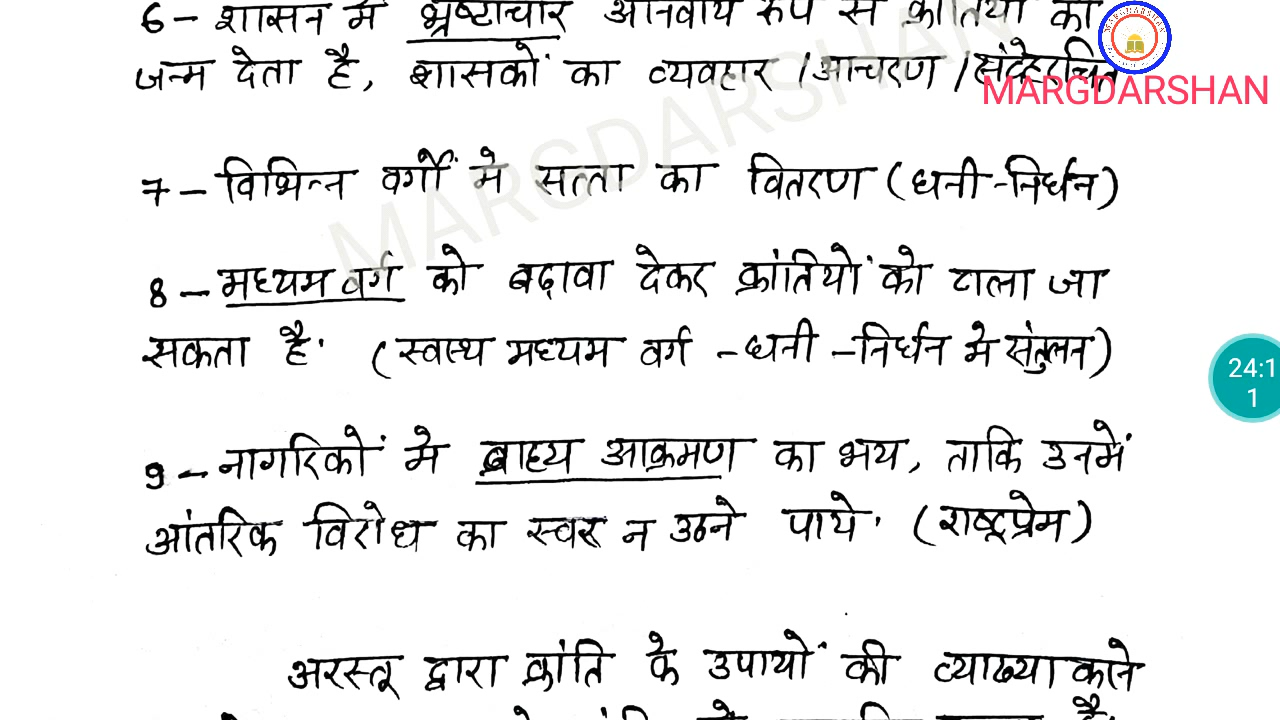 6- शासन में भ्रष्टाचार अनिवार्य रूप से क्रांतियों को
जन्म देता है, शासकों का व्यवहार / आचरण / संदेहरहित
MARGDARSHAN
7- विभिन्न वर्गों मे सत्ता का वितरण (धनी-निर्धन)
8- मध्यम वर्ग को बढ़ावा देकर क्रांतियों को टाला जा
सकता है. (स्वास्थ मध्यम वर्ग -धनी -निर्धन मे संतुलन)
24:1
1
9- नागरिकों मे बाह्य आक्रमण का भय, ताकि उनमें
आंतरिक विरोध का स्वर न उठने पाये. (राष्ट्रप्रेम)
अरस्तू द्वारा क्रांति के उपायों की व्याख्या करते
MARGDARSHAN